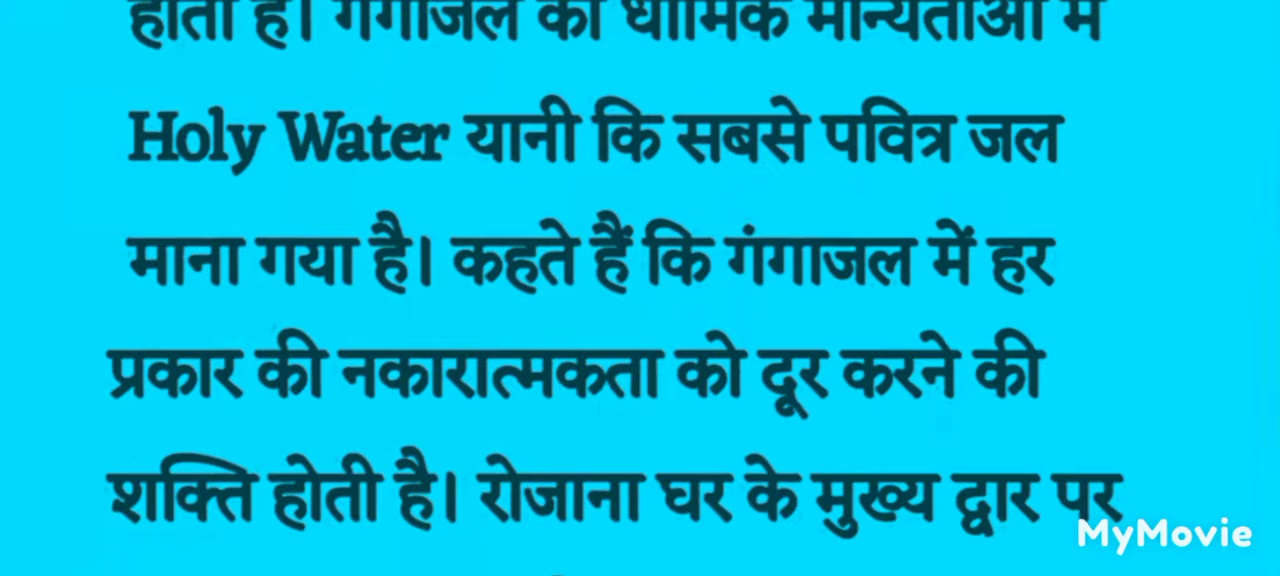 होता है। गंगाजल को धार्मिक मान्यताओं में
Holy Water यानी कि सबसे पवित्र जल
माना गया है। कहते हैं कि गंगाजल में हर
प्रकार की नकारात्मकता को दूर करने की
शक्ति होती है। रोजाना घर के मुख्य द्वार पर
MyMovie